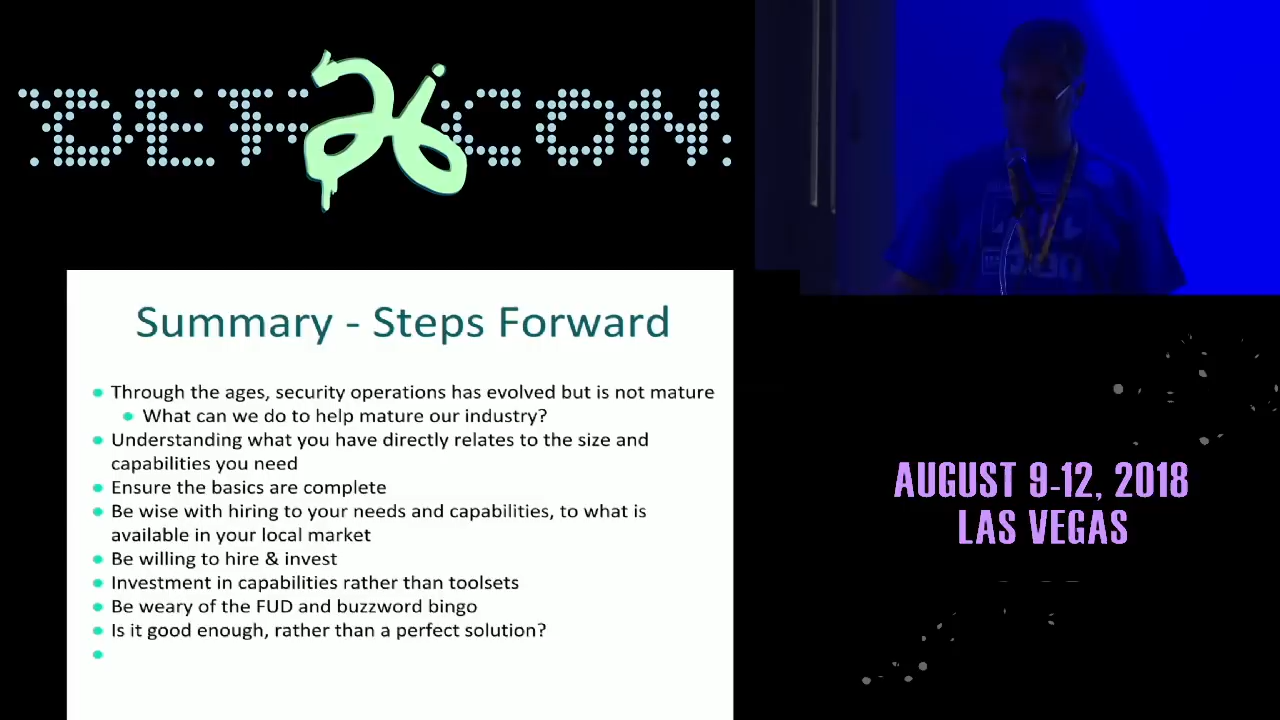 DEF CON 26
Summary - Steps Forward
Through the ages, security operations has evolved but is not mature
What can we do to help mature our industry?
Understanding what you have directly relates to the size and
capabilities you need
Ensure the basics are complete
Be wise with hiring to your needs and capabilities, to what is
available in your local market
Be willing to hire & invest
Investment in capabilities rather than toolsets
Be weary of the FUD and buzzword bingo
Is it good enough, rather than a perfect solution?
AUGUST 9-12, 2018
LAS VEGAS